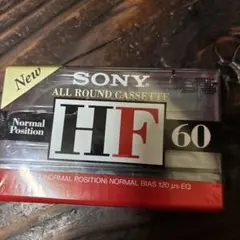 New
SONY
ALL ROUND CASSETTE
Normal
Position
HF
60
NORMAL POSITION NORMAL BIAS 120 µs EQ